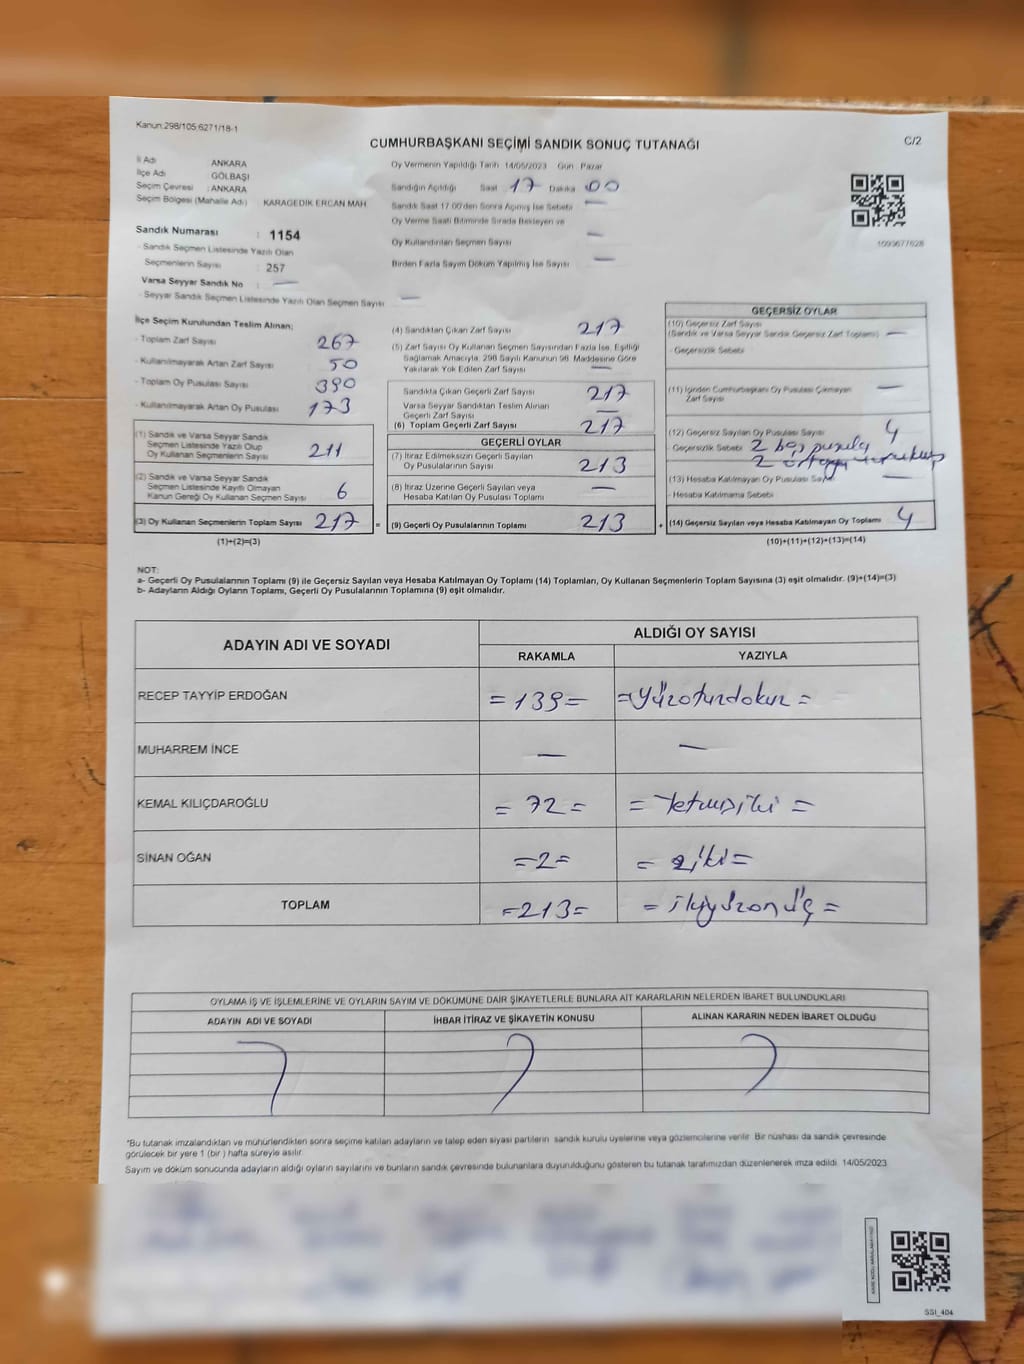 Kanun:298/105:6271/18-1
CUMHURBAŞKANI SEÇİMİ SANDIK SONUÇ TUTANAĞI
C/2
İl Adı ANKARA
İlçe Adı GÖLBAŞI
Seçim Çevresi : ANKARA
Seçim Bölgesi (Mahalle Adı) : KARAGEDİK ERCAN MAH
Sandık Numarası : 1154
- Sandık Seçmen Listesinde Yazılı Olan
Seçmenlerin Sayısı : 257
Varsa Seyyar Sandık No : —
- Seyyar Sandık Seçmen Listesinde Yazılı Olan Seçmen Sayısı —
Oy Vermenin Yapıldığı Tarih 14/05/2023 Gün Pazar
Sandığın Açıldığı Saat : 17 Dakika : 00
Sandık Saat 17.00'den Sonra Açılmış İse Sebebi —
Oy Verme Saati Bitiminde Sırada Bekleyen ve
Oy Kullandırılan Seçmen Sayısı —
Birden Fazla Sayım Döküm Yapılmış İse Sayısı —
1093677628
İlçe Seçim Kurulundan Teslim Alınan;
- Toplam Zarf Sayısı 267
- Kullanılmayarak Artan Zarf Sayısı 50
- Toplam Oy Pusulası Sayısı 390
- Kullanılmayarak Artan Oy Pusulası 173
(1) Sandık ve Varsa Seyyar Sandık
Seçmen Listesinde Yazılı Olup
Oy Kullanan Seçmenlerin Sayısı 211
(2) Sandık ve Varsa Seyyar Sandık
Seçmen Listesinde Kayıtlı Olmayan
Kanun Gereği Oy Kullanan Seçmen Sayısı 6
(3) Oy Kullanan Seçmenlerin Toplam Sayısı 217 =
(1)+(2)=(3)
(4) Sandıktan Çıkan Zarf Sayısı 217
(5) Zarf Sayısı Oy Kullanan Seçmen Sayısından Fazla İse, Eşitliği
Sağlamak Amacıyla, 298 Sayılı Kanunun 98. Maddesine Göre
Yakılarak Yok Edilen Zarf Sayısı —
Sandıkta Çıkan Geçerli Zarf Sayısı 217
Varsa Seyyar Sandıktan Teslim Alınan
Geçerli Zarf Sayısı —
(6) Toplam Geçerli Zarf Sayısı 217
GEÇERLİ OYLAR
(7) İtiraz Edilmeksizin Geçerli Sayılan
Oy Pusulalarının Sayısı 213
(8) İtiraz Üzerine Geçerli Sayılan veya
Hesaba Katılan Oy Pusulası Toplamı —
(9) Geçerli Oy Pusulalarının Toplamı 213 +
GEÇERSİZ OYLAR
(10) Geçersiz Zarf Sayısı
(Sandık ve Varsa Seyyar Sandık Geçersiz Zarf Toplamı) —
- Geçersizlik Sebebi
(11) İçinden Cumhurbaşkanı Oy Pusulası Çıkmayan
Zarf Sayısı —
(12) Geçersiz Sayılan Oy Pusulası Sayısı 4
- Geçersizlik Sebebi 2 boş pusula
2 ortaya
(13) Hesaba Katılmayan Oy Pusulası Sayısı —
- Hesaba Katılmama Sebebi
(14) Geçersiz Sayılan veya Hesaba Katılmayan Oy Toplamı 4
(10)+(11)+(12)+(13)=(14)
NOT:
a- Geçerli Oy Pusulalarının Toplamı (9) ile Geçersiz Sayılan veya Hesaba Katılmayan Oy Toplamı (14) Toplamları, Oy Kullanan Seçmenlerin Toplam Sayısına (3) eşit olmalıdır. (9)+(14)=(3)
b- Adayların Aldığı Oyların Toplamı, Geçerli Oy Pusulalarının Toplamına (9) eşit olmalıdır.
ADAYIN ADI VE SOYADI
ALDIĞI OY SAYISI
RAKAMLA YAZIYLA
RECEP TAYYİP ERDOĞAN = 139 = = Yüzotuzdokuz =
MUHARREM İNCE — —
KEMAL KILIÇDAROĞLU = 72 = = Yetmişiki =
SİNAN OĞAN =2= = iki =
TOPLAM =213= = ikiyüzonüç =
OYLAMA İŞ VE İŞLEMLERİNE VE OYLARIN SAYIM VE DÖKÜMÜNE DAİR ŞİKAYETLERLE BUNLARA AİT KARARLARIN NELERDEN İBARET BULUNDUKLARI
ADAYIN ADI VE SOYADI İHBAR İTİRAZ VE ŞİKAYETİN KONUSU ALINAN KARARIN NEDEN İBARET OLDUĞU
*Bu tutanak imzalandıktan ve mühürlendikten sonra seçime katılan adayların ve talep eden siyasi partilerin sandık kurulu üyelerine veya gözlemcilerine verilir. Bir nüshası da sandık çevresinde
görülecek bir yere 1 (bir ) hafta süreyle asılır.
Sayım ve döküm sonucunda adayların aldığı oyların sayılarını ve bunların sandık çevresinde bulunanlara duyurulduğunu gösteren bu tutanak tarafımızdan düzenlenerek imza edildi. 14/05/2023
SSI_404